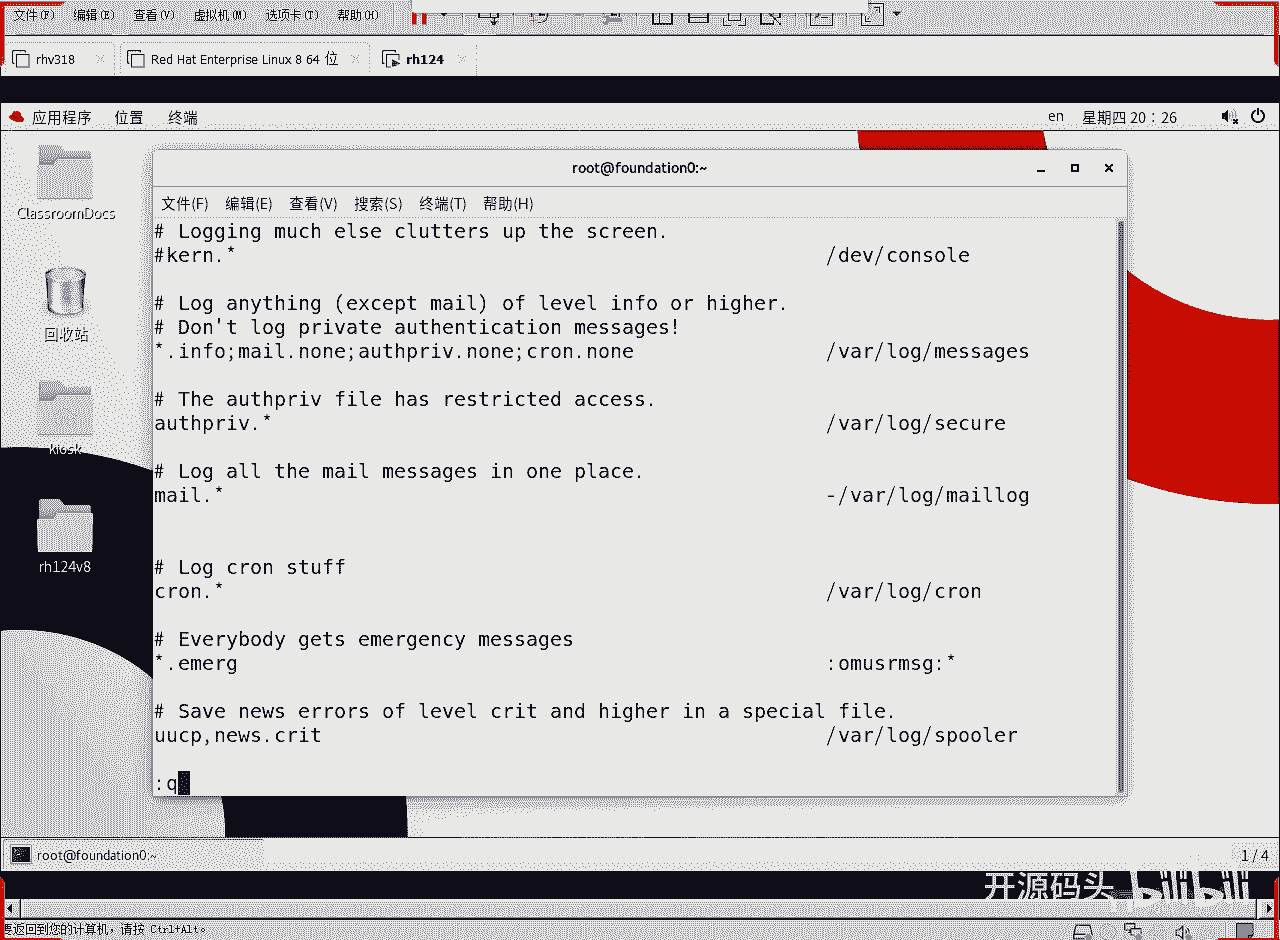 文件(F) 编辑(E) 查看(V) 虚拟机(M) 选项卡(T) 帮助(H)
rhv318 Red Hat Enterprise Linux 8 64 位 rh124
应用程序 位置 终端 en 星期四 20：26
root@foundation0:~
文件(F) 编辑(E) 查看(V) 搜索(S) 终端(T) 帮助(H)
# Logging much else clutters up the screen.
#kern.* /dev/console
# Log anything (except mail) of level info or higher.
# Don't log private authentication messages!
*.info;mail.none;authpriv.none;cron.none /var/log/messages
# The authpriv file has restricted access.
authpriv.* /var/log/secure
# Log all the mail messages in one place.
mail.* -/var/log/maillog
# Log cron stuff
cron.* /var/log/cron
# Everybody gets emergency messages
*.emerg :omusrmsg:*
# Save news errors of level crit and higher in a special file.
uucp,news.crit /var/log/spooler
:q
ClassroomDocs
回收站
kiosk
rh124v8
root@foundation0:~ 1 / 4
开源码头 bilibili
要返回到您的计算机，请按 Ctrl+Alt。